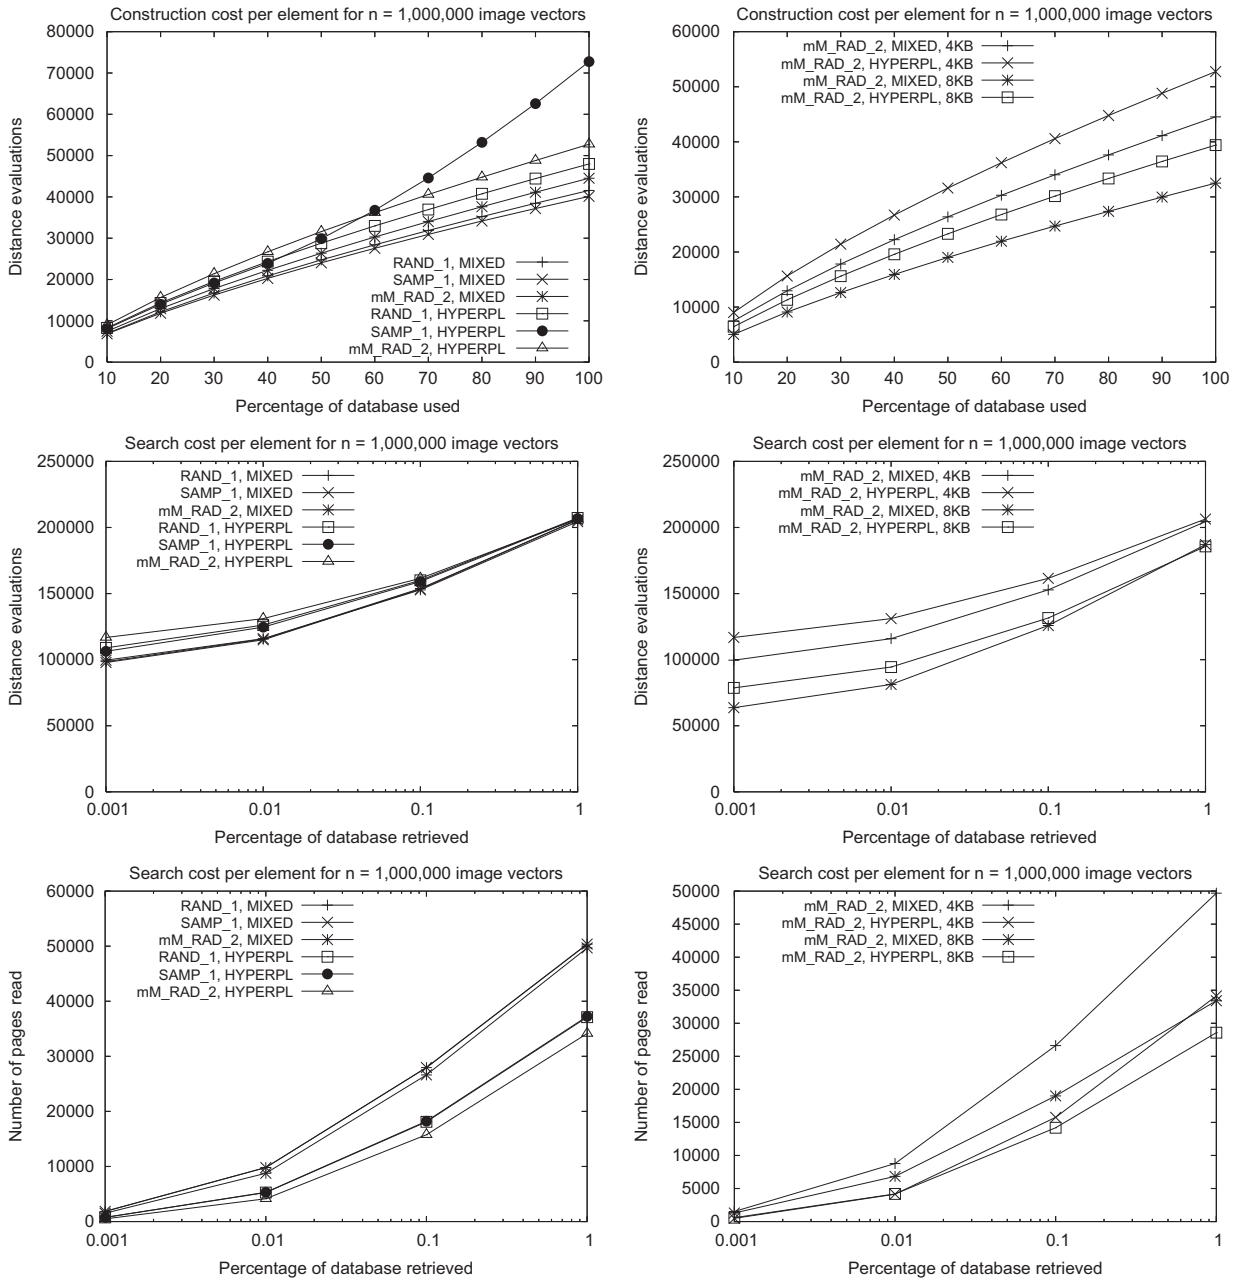 Construction cost per element for n = 1,000,000 image vectors
80000
70000
60000
50000
40000
30000
20000
10000
0
Distance evaluations
RAND_1, MIXED
SAMP_1, MIXED
mM_RAD_2, MIXED
RAND_1, HYPERPL
SAMP_1, HYPERPL
mM_RAD_2, HYPERPL
10 20 30 40 50 60 70 80 90 100
Percentage of database used
Construction cost per element for n = 1,000,000 image vectors
60000
50000
40000
30000
20000
10000
0
Distance evaluations
mM_RAD_2, MIXED, 4KB
mM_RAD_2, HYPERPL, 4KB
mM_RAD_2, MIXED, 8KB
mM_RAD_2, HYPERPL, 8KB
10 20 30 40 50 60 70 80 90 100
Percentage of database used
Search cost per element for n = 1,000,000 image vectors
250000
200000
150000
100000
50000
0
Distance evaluations
RAND_1, MIXED
SAMP_1, MIXED
mM_RAD_2, MIXED
RAND_1, HYPERPL
SAMP_1, HYPERPL
mM_RAD_2, HYPERPL
0.001 0.01 0.1 1
Percentage of database retrieved
Search cost per element for n = 1,000,000 image vectors
250000
200000
150000
100000
50000
0
Distance evaluations
mM_RAD_2, MIXED, 4KB
mM_RAD_2, HYPERPL, 4KB
mM_RAD_2, MIXED, 8KB
mM_RAD_2, HYPERPL, 8KB
0.001 0.01 0.1 1
Percentage of database retrieved
Search cost per element for n = 1,000,000 image vectors
60000
50000
40000
30000
20000
10000
0
Number of pages read
RAND_1, MIXED
SAMP_1, MIXED
mM_RAD_2, MIXED
RAND_1, HYPERPL
SAMP_1, HYPERPL
mM_RAD_2, HYPERPL
0.001 0.01 0.1 1
Percentage of database retrieved
Search cost per element for n = 1,000,000 image vectors
50000
45000
40000
35000
30000
25000
20000
15000
10000
5000
0
Number of pages read
mM_RAD_2, MIXED, 4KB
mM_RAD_2, HYPERPL, 4KB
mM_RAD_2, MIXED, 8KB
mM_RAD_2, HYPERPL, 8KB
0.001 0.01 0.1 1
Percentage of database retrieved